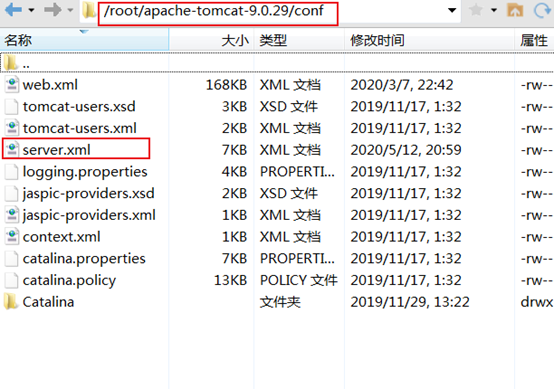 /root/apache-tomcat-9.0.29/conf
名称 大小 类型 修改时间 属性
..
web.xml 168KB XML 文档 2020/3/7, 22:42 -rw--
tomcat-users.xsd 3KB XSD 文件 2019/11/17, 1:32 -rw--
tomcat-users.xml 2KB XML 文档 2019/11/17, 1:32 -rw--
server.xml 7KB XML 文档 2020/5/12, 20:59 -rw--
logging.properties 4KB PROPERTI... 2019/11/17, 1:32 -rw--
jaspic-providers.xsd 2KB XSD 文件 2019/11/17, 1:32 -rw--
jaspic-providers.xml 1KB XML 文档 2019/11/17, 1:32 -rw--
context.xml 1KB XML 文档 2019/11/17, 1:32 -rw--
catalina.properties 7KB PROPERTI... 2019/11/17, 1:32 -rw--
catalina.policy 13KB POLICY 文件 2019/11/17, 1:32 -rw--
Catalina 文件夹 2019/11/29, 13:22 drwx